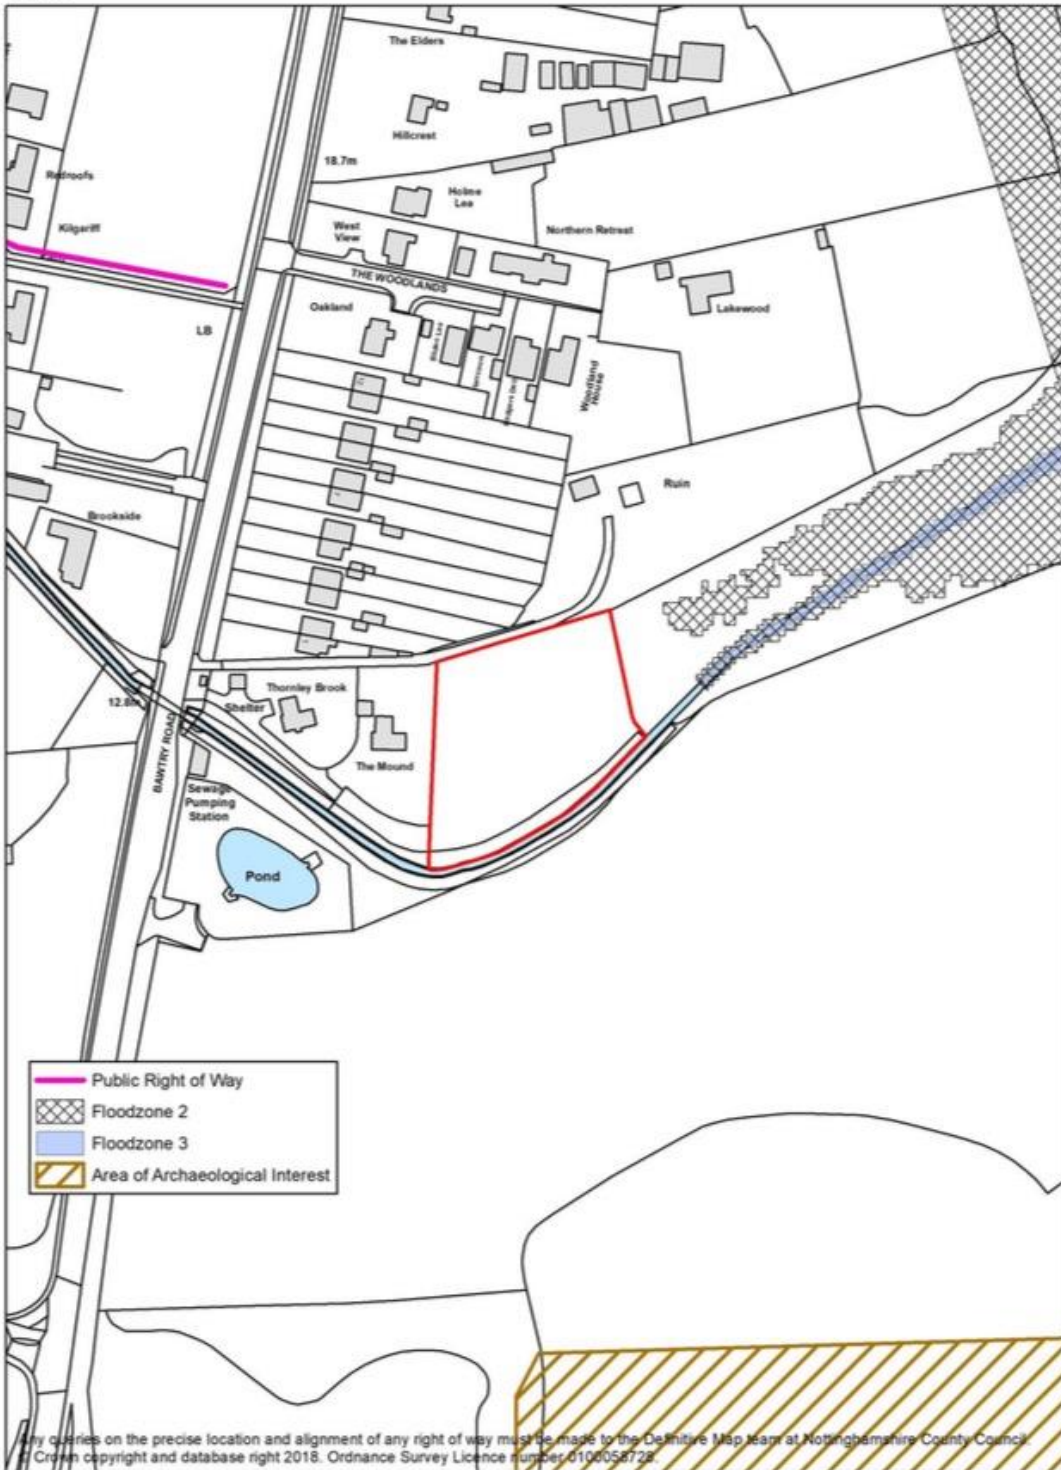 The Elders
Hillcrest
18.7m
Redroofs
Holme
Lea
Kilgariff
West
View
Northern Retreat
THE WOODLANDS
Oakland
Lakewood
LB
Woodland
House
Ruin
Brookside
Thornley Brook
Shelter
12.8m
BAWTRY ROAD
The Mound
Sewage
Pumping
Station
Pond
Public Right of Way
Floodzone 2
Floodzone 3
Area of Archaeological Interest
Any queries on the precise location and alignment of any right of way must be made to the Definitive Map team at Nottinghamshire County Council.
© Crown copyright and database right 2018. Ordnance Survey Licence number 0100058726.